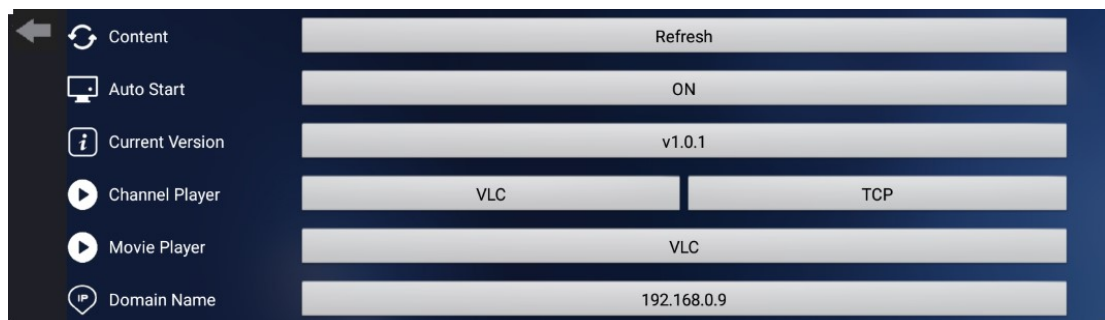 Content Refresh
Auto Start ON
i Current Version v1.0.1
Channel Player VLC TCP
Movie Player VLC
IP Domain Name 192.168.0.9